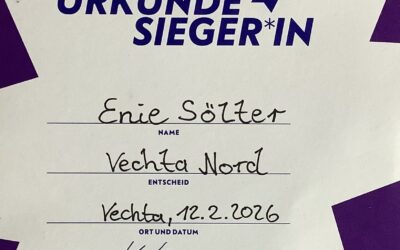 URKUNDE
SIEGER*IN
Enie Sölter
NAME
Vechta Nord
ENTSCHEID
Vechta, 12.2.2026
ORT UND DATUM